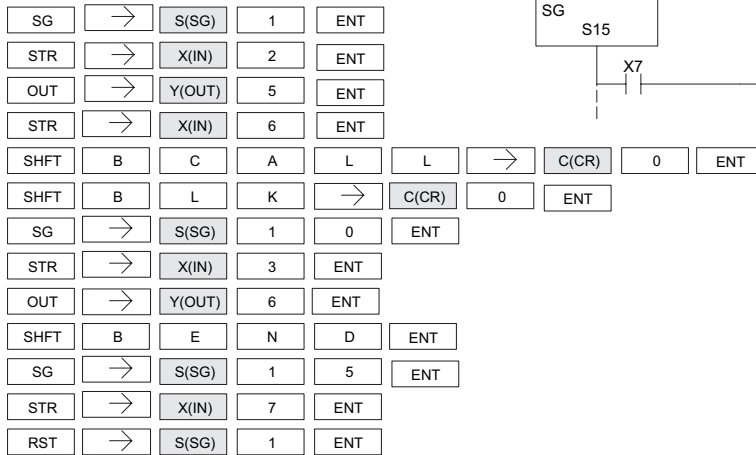 SG → S(SG) 1 ENT
STR → X(IN) 2 ENT
OUT → Y(OUT) 5 ENT
STR → X(IN) 6 ENT
SHFT B C A L L → C(CR) 0 ENT
SHFT B L K → C(CR) 0 ENT
SG → S(SG) 1 0 ENT
STR → X(IN) 3 ENT
OUT → Y(OUT) 6 ENT
SHFT B E N D ENT
SG → S(SG) 1 5 ENT
STR → X(IN) 7 ENT
RST → S(SG) 1 ENT
SG
S15
X7